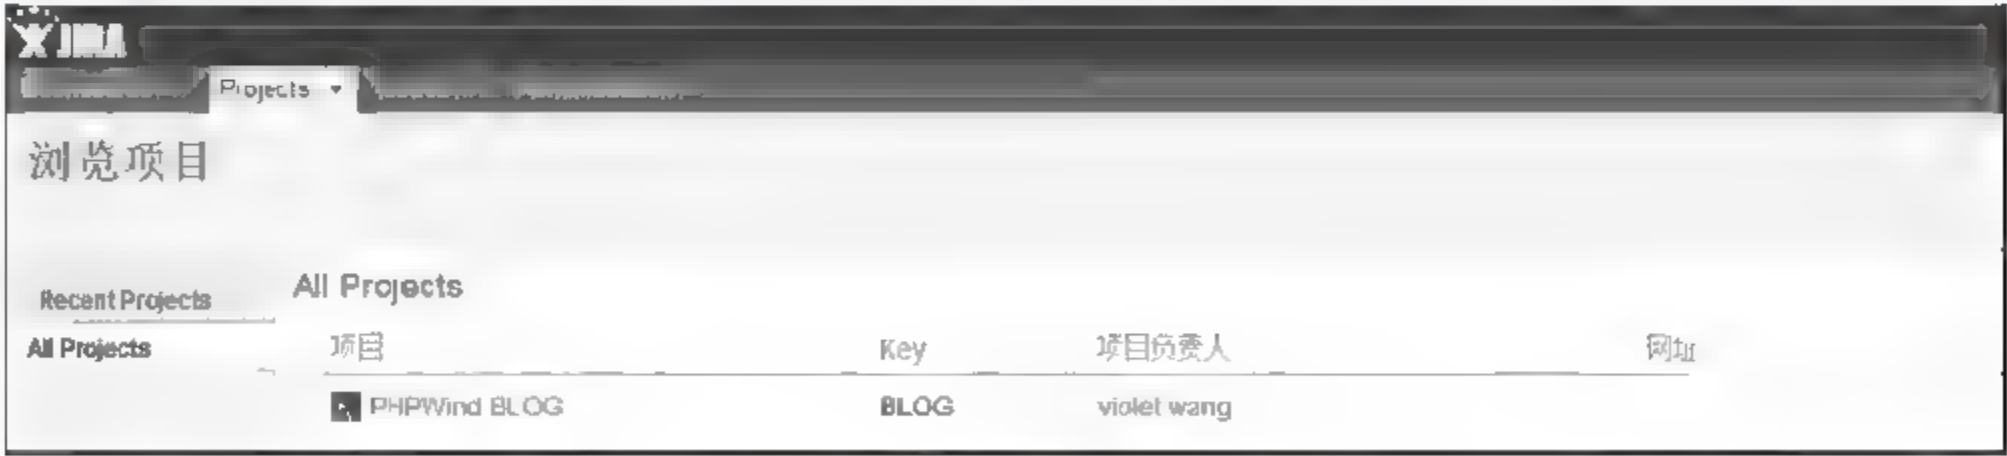 JIRA
Projects
浏览项目
Recent Projects
All Projects
All Projects
项目 Key 项目负责人 网址
PHPWind BLOG BLOG violet wang